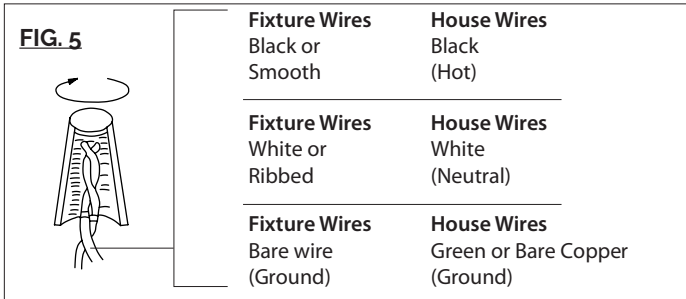 FIG. 5
Fixture Wires House Wires
Black or Black
Smooth (Hot)
Fixture Wires House Wires
White or White
Ribbed (Neutral)
Fixture Wires House Wires
Bare wire Green or Bare Copper
(Ground) (Ground)